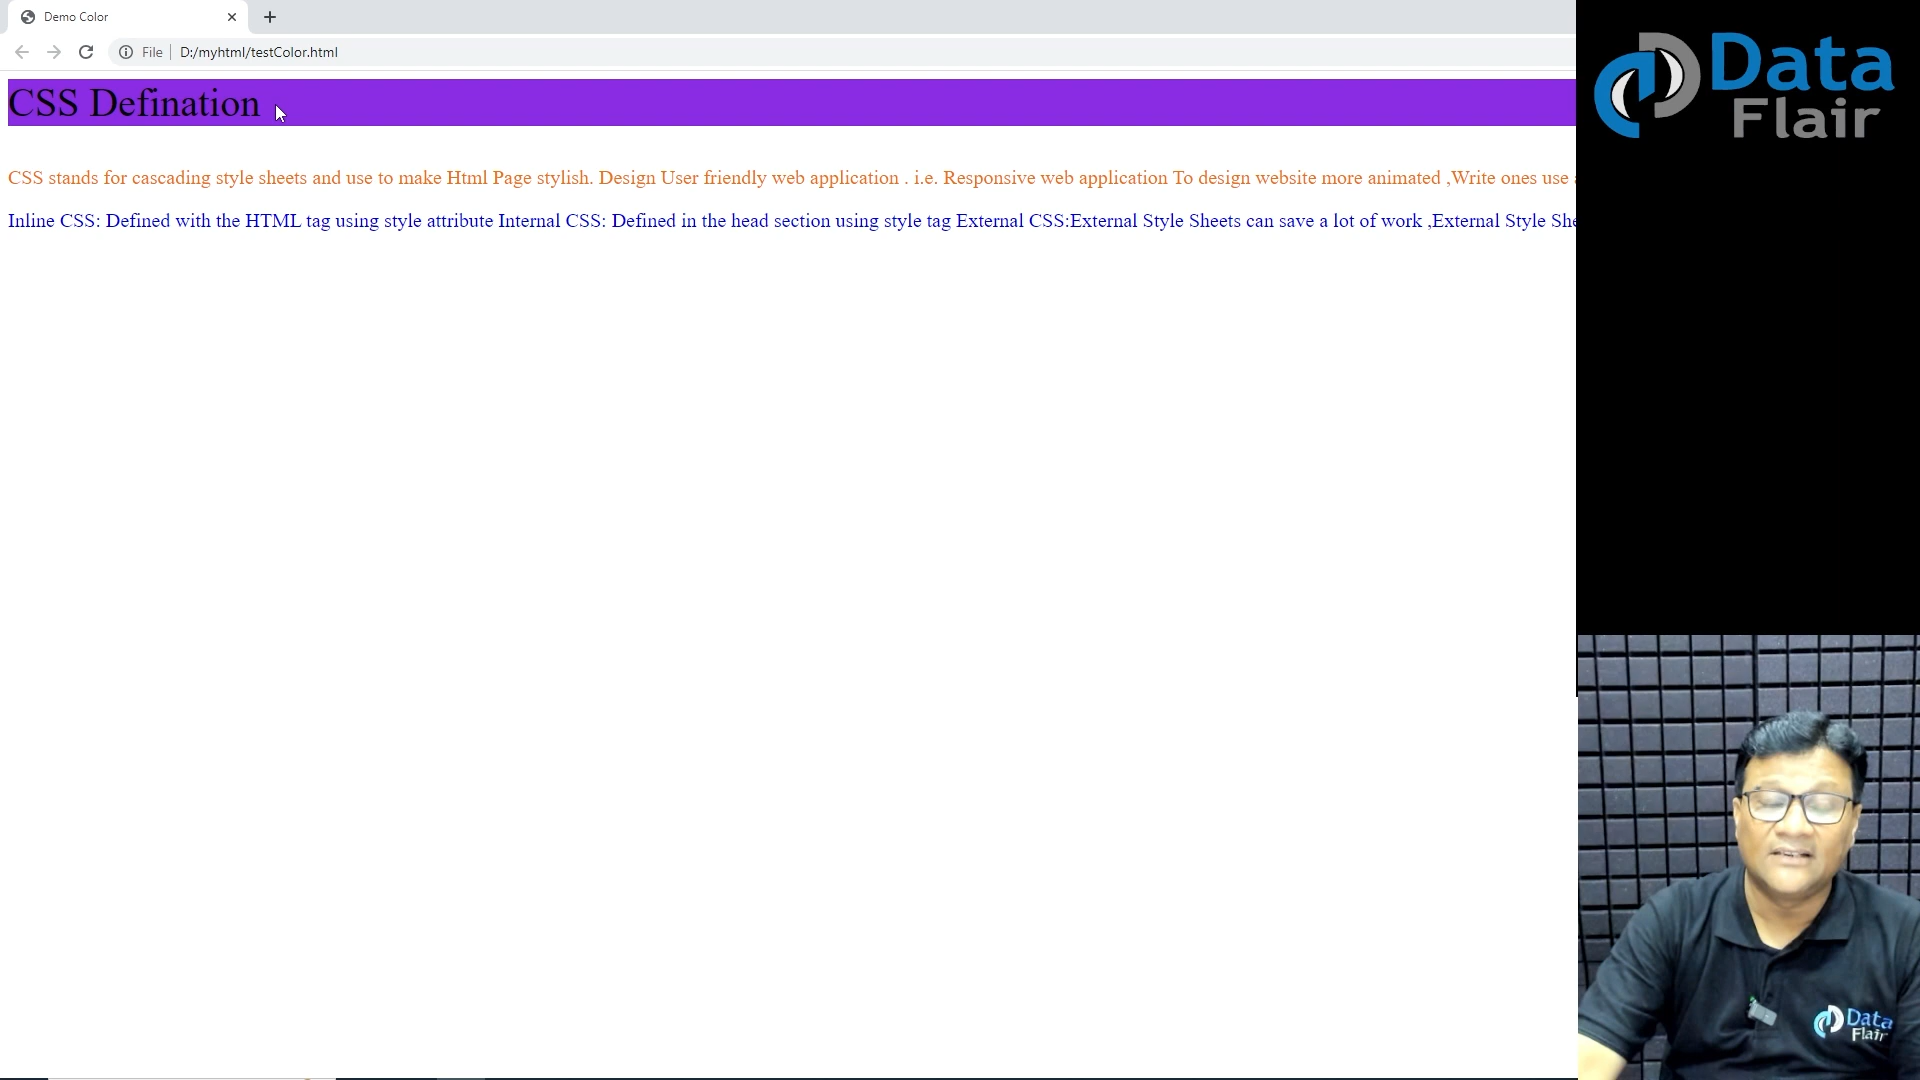 Demo Color
File D:/myhtml/testColor.html
Data
Flair
CSS Defination
CSS stands for cascading style sheets and use to make Html Page stylish. Design User friendly web application . i.e. Responsive web application To design website more animated ,Write ones use
Inline CSS: Defined with the HTML tag using style attribute Internal CSS: Defined in the head section using style tag External CSS:External Style Sheets can save a lot of work ,External Style She
Data
Flair